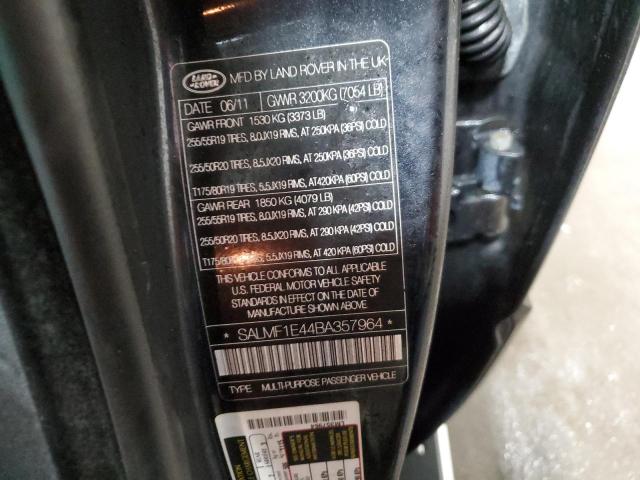 LAND ROVER
MFD BY LAND ROVER IN THE UK
DATE 06/11 GVWR 3200KG (7054 LB)
GAWR FRONT 1530 KG (3373 LB)
255/55R19 TIRES, 8.0JX19 RIMS, AT 250KPA (36PSI) COLD
255/50R20 TIRES, 8.5JX20 RIMS, AT 250KPA (36PSI) COLD
T175/80R19 TIRES, 5.5JX19 RIMS, AT 420KPA (60PSI) COLD
GAWR REAR 1850 KG (4079 LB)
255/55R19 TIRES, 8.0JX19 RIMS, AT 290 KPA (42PSI) COLD
255/50R20 TIRES, 8.5JX20 RIMS, AT 290 KPA (42PSI) COLD
T175/80R19 TIRES, 5.5JX19 RIMS, AT 420 KPA (60PSI) COLD
THIS VEHICLE CONFORMS TO ALL APPLICABLE
U.S. FEDERAL MOTOR VEHICLE SAFETY
STANDARDS IN EFFECT ON THE DATE OF
MANUFACTURE SHOWN ABOVE
* SALMF1E44BA357964 *
TYPE MULTI-PURPOSE PASSENGER VEHICLE